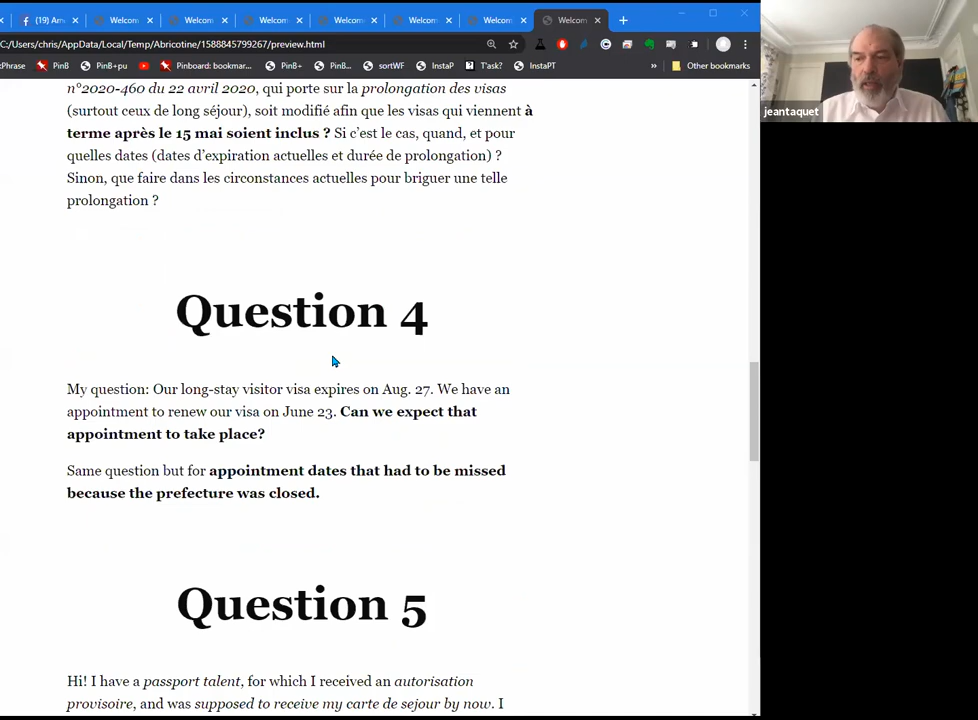 (19) Am
Welcom
Welcom
Welcom
Welcom
Welcom
Welcom
Welcom
C:/Users/chris/AppData/Local/Temp/Abricotine/1588845799267/preview.html
Phrase PinB PinB+pu Pinboard: bookmar... PinB+ PinB... sortWF InstaP T'ask? InstaPT » Other bookmarks
jeantaquet
n°2020-460 du 22 avril 2020, qui porte sur la prolongation des visas
(surtout ceux de long séjour), soit modifié afin que les visas qui viennent à
terme après le 15 mai soient inclus ? Si c'est le cas, quand, et pour
quelles dates (dates d'expiration actuelles et durée de prolongation) ?
Sinon, que faire dans les circonstances actuelles pour briguer une telle
prolongation ?
Question 4
My question: Our long-stay visitor visa expires on Aug. 27. We have an
appointment to renew our visa on June 23. Can we expect that
appointment to take place?
Same question but for appointment dates that had to be missed
because the prefecture was closed.
Question 5
Hi! I have a passport talent, for which I received an autorisation
provisoire, and was supposed to receive my carte de sejour by now. I